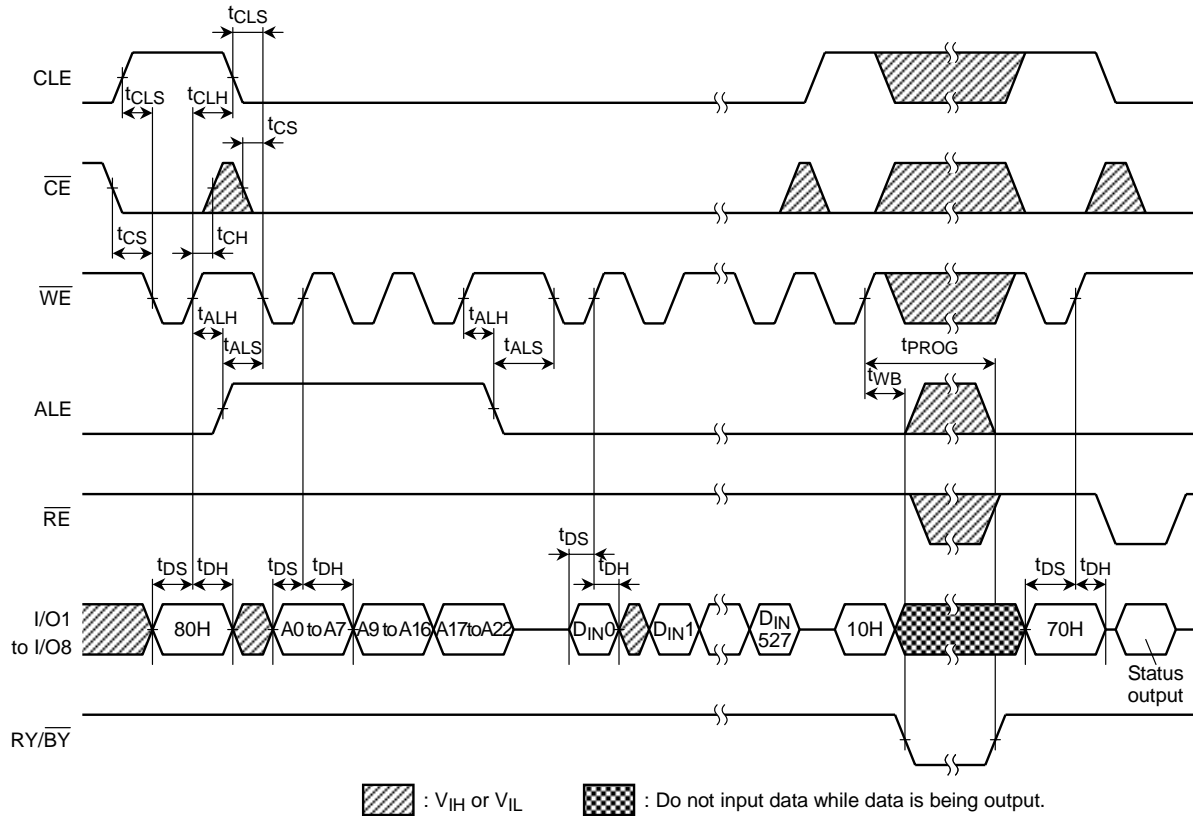 tCLS
CLE
tCLS
tCLH
tCS
CE
tCS
tCH
WE
tALH
tALS
tALH
tALS
tPROG
tWB
ALE
RE
tDS
tDH
tDS
tDH
tDS
tDH
tDS
tDH
I/O1
to I/O8
80H
A0 to A7
A9 to A16
A17 to A22
DIN0
DIN1
DIN
527
10H
70H
Status
output
RY/BY
: VIH or VIL
: Do not input data while data is being output.